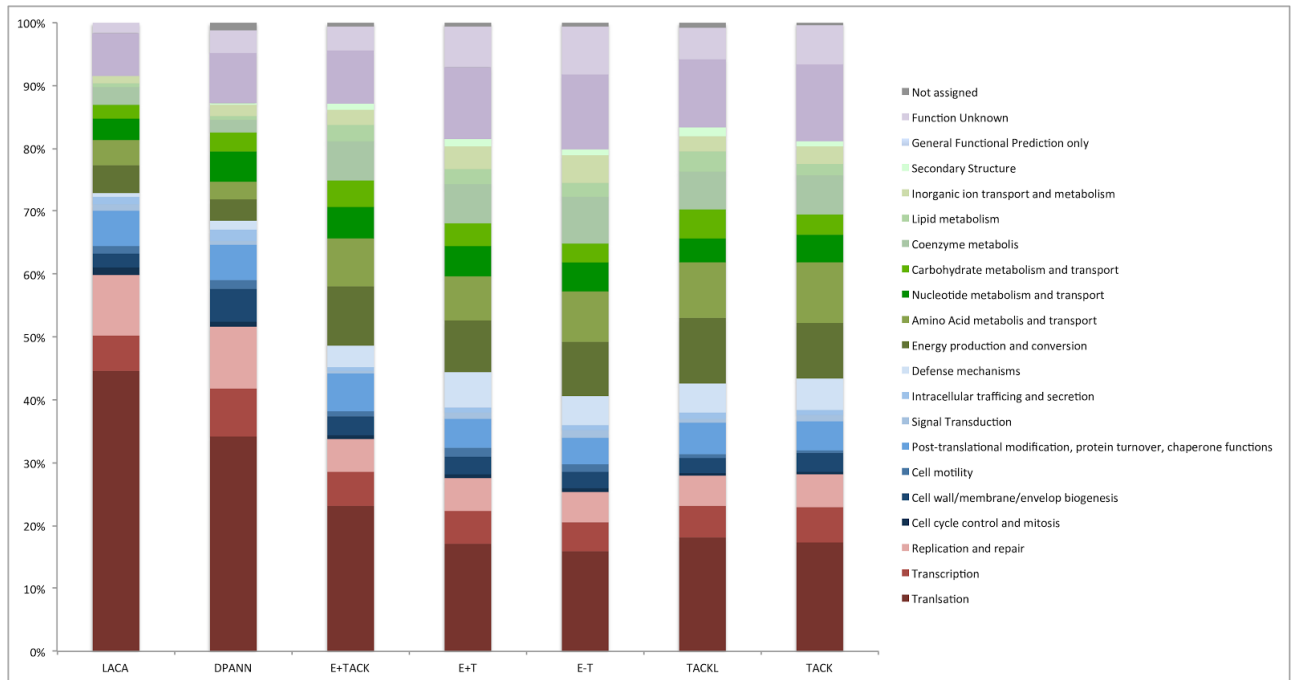 100%
90%
80%
70%
60%
50%
40%
30%
20%
10%
0%
LACA DPANN E+TACK E+T E-T TACKL TACK
Not assigned
Function Unknown
General Functional Prediction only
Secondary Structure
Inorganic ion transport and metabolism
Lipid metabolism
Coenzyme metabolis
Carbohydrate metabolism and transport
Nucleotide metabolism and transport
Amino Acid metabolis and transport
Energy production and conversion
Defense mechanisms
Intracellular trafficing and secretion
Signal Transduction
Post-translational modification, protein turnover, chaperone functions
Cell motility
Cell wall/membrane/envelop biogenesis
Cell cycle control and mitosis
Replication and repair
Transcription
Tranlsation